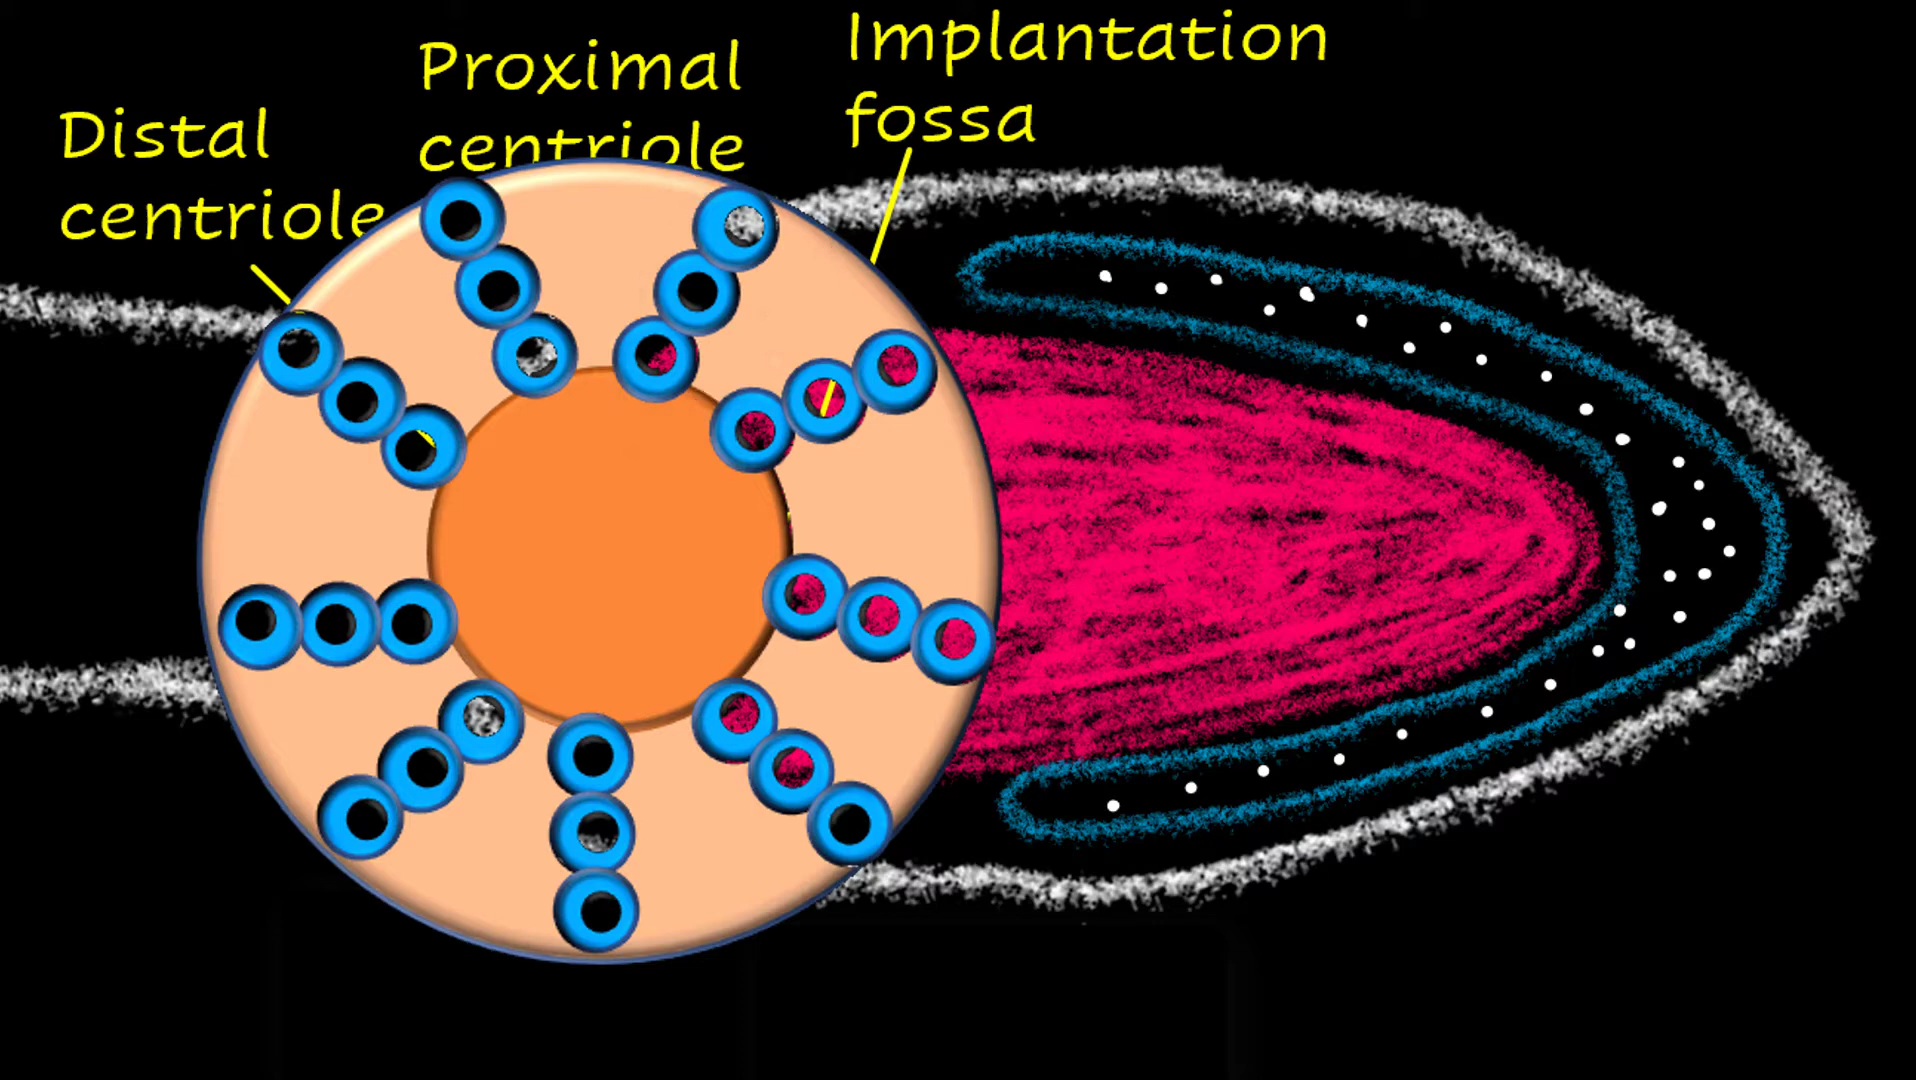 Distal
centriole
Proximal
centriole
Implantation
fossa